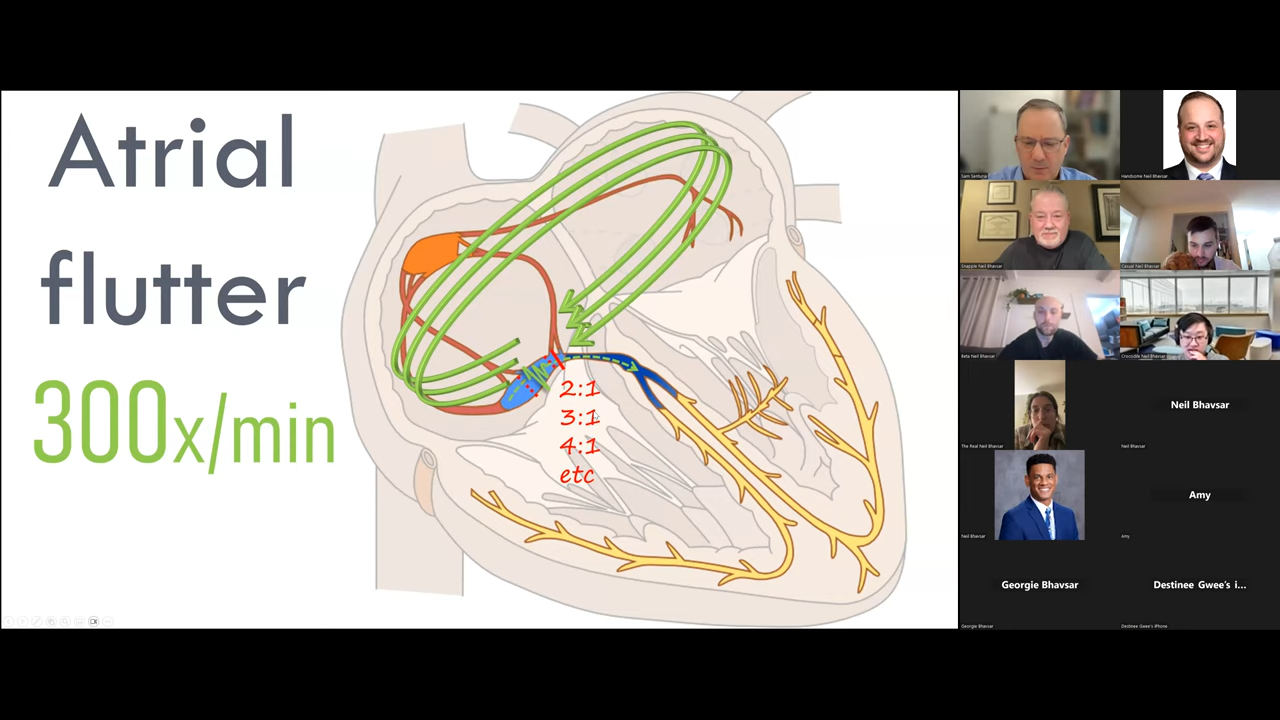 Atrial
flutter
300x/min
2:1
3:1
4:1
etc
Sam Senturia
Handsome Neil Bhavsar
Snapple Neil Bhavsar
Casual Neil Bhavsar
Beta Neil Bhavsar
Crocodile Neil Bhavsar
The Real Neil Bhavsar
Neil Bhavsar
Neil Bhavsar
Neil Bhavsar
Amy
Amy
Georgie Bhavsar
Destinee Gwee's i...
Georgie Bhavsar
Destinee Gwee's iPhone